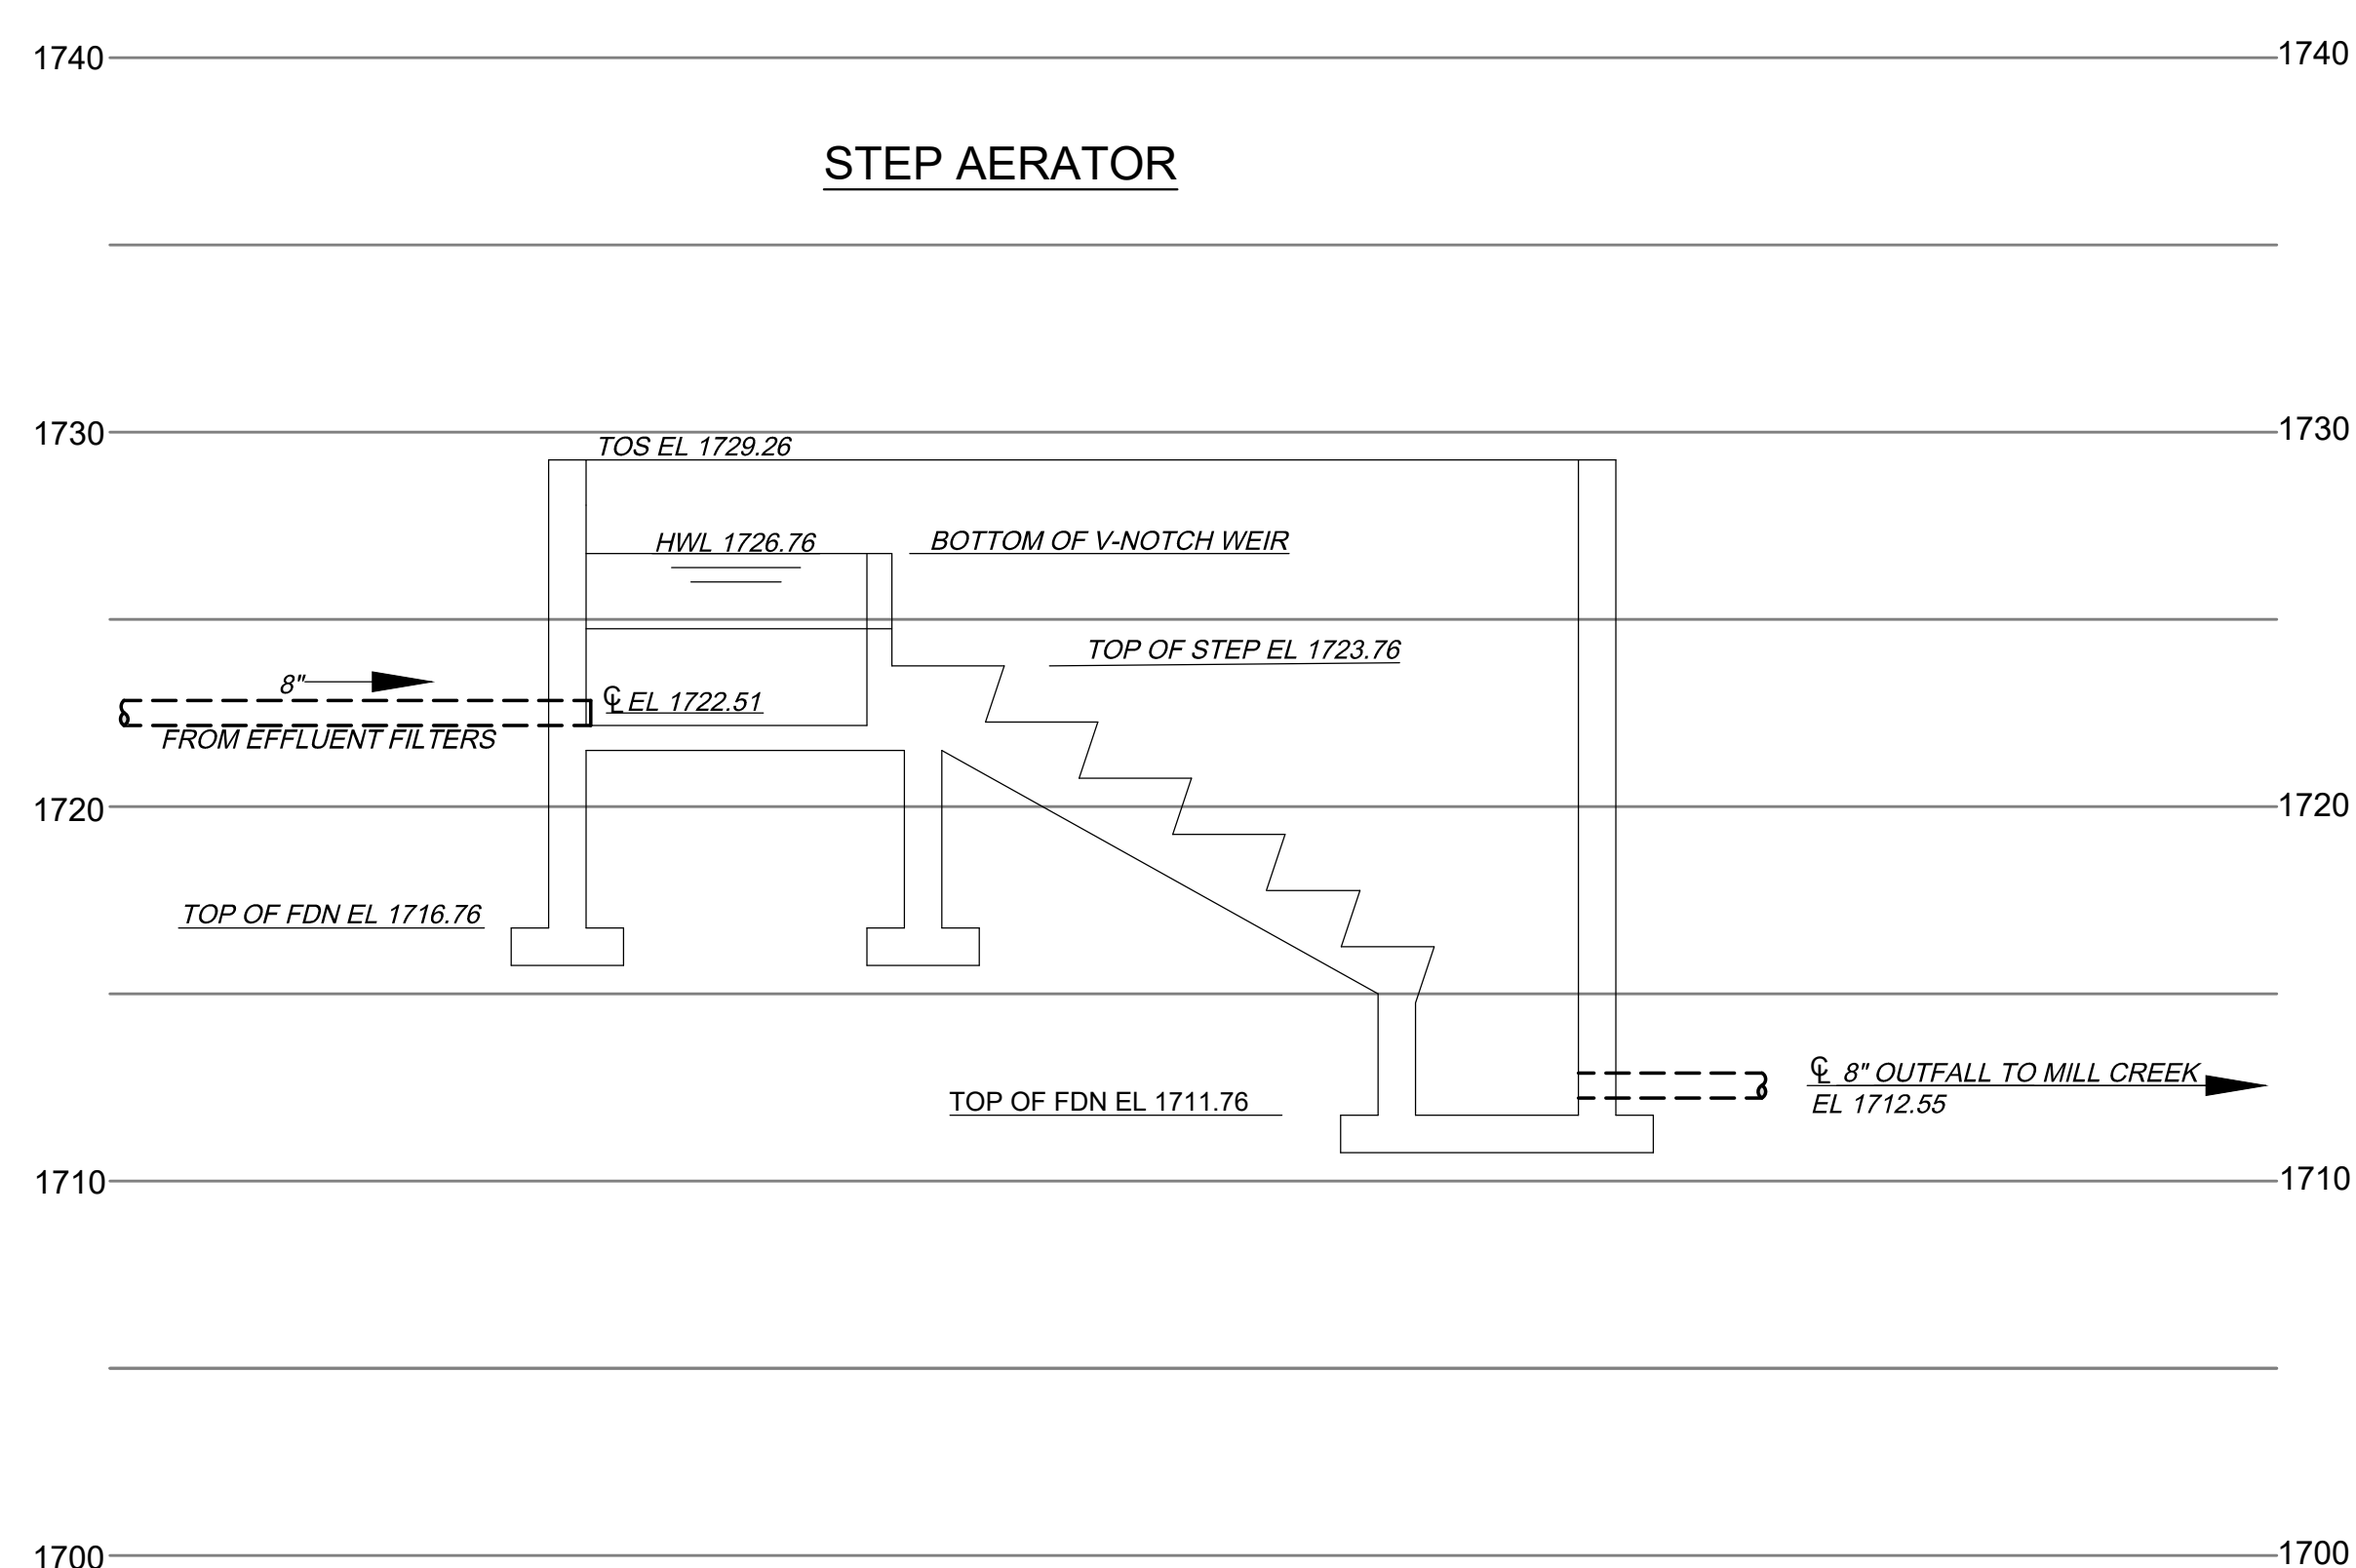 1740
1740
STEP AERATOR
1730
1730
TOS EL 1729.26
HWL 1726.76
BOTTOM OF V-NOTCH WEIR
TOP OF STEP EL 1723.76
8"
℄ EL 1722.51
FROM EFFLUENT FILTERS
1720
1720
TOP OF FDN EL 1716.76
℄ 8" OUTFALL TO MILL CREEK
EL 1712.55
TOP OF FDN EL 1711.76
1710
1710
1700
1700